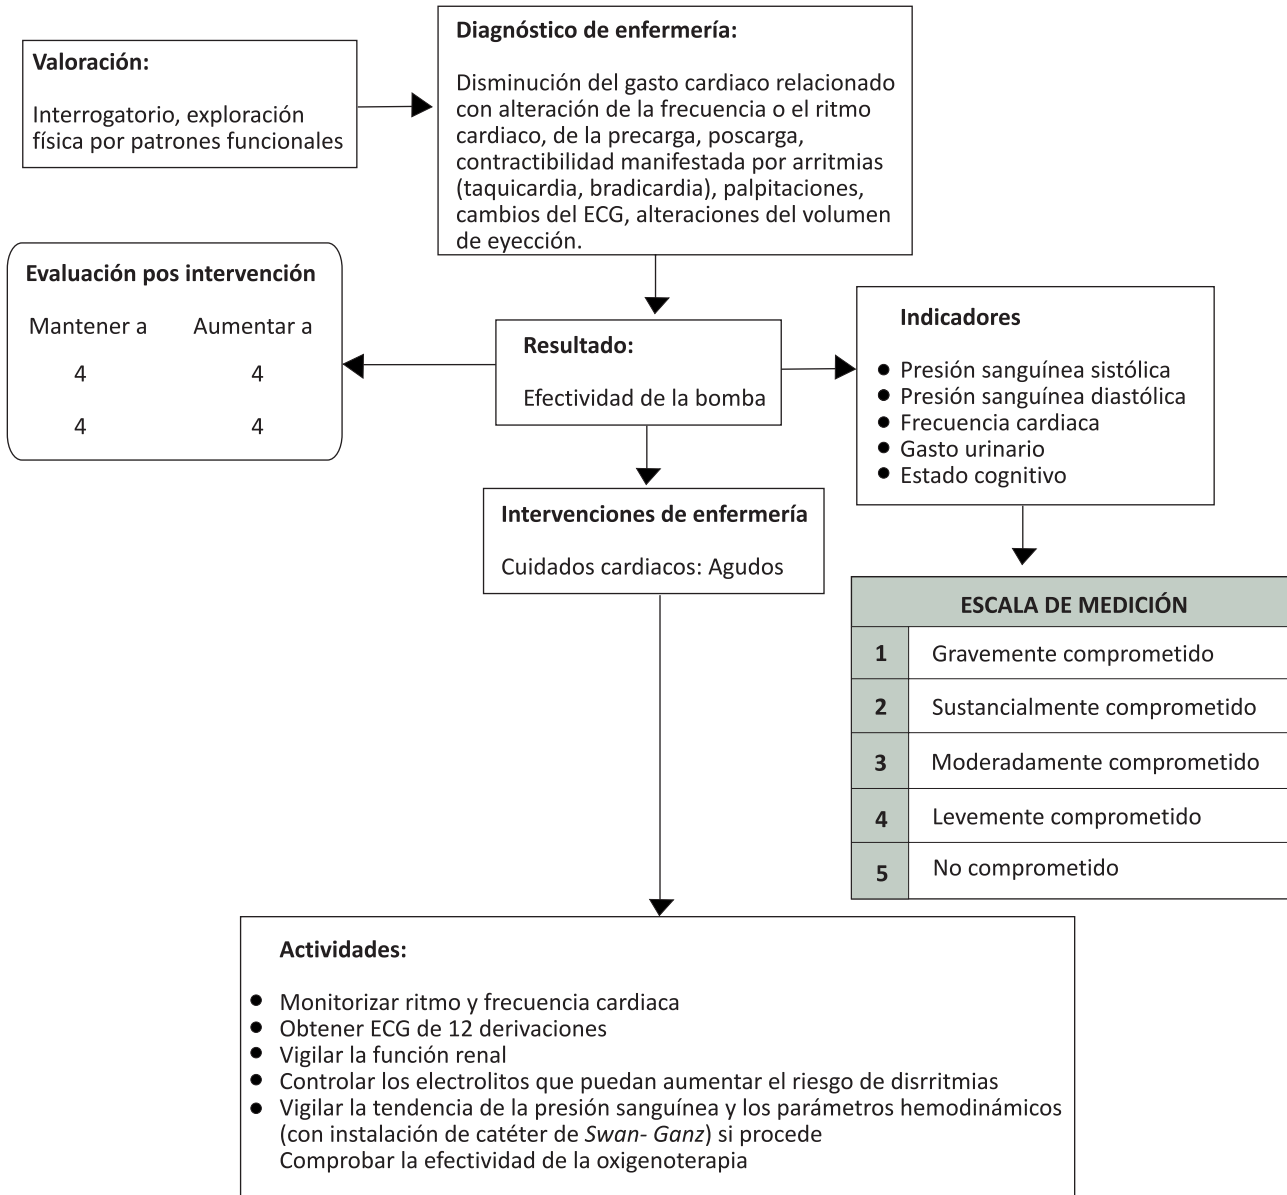 Valoración:
Interrogatorio, exploración
física por patrones funcionales
Diagnóstico de enfermería:
Disminución del gasto cardiaco relacionado
con alteración de la frecuencia o el ritmo
cardiaco, de la precarga, poscarga,
contractibilidad manifestada por arritmias
(taquicardia, bradicardia), palpitaciones,
cambios del ECG, alteraciones del volumen
de eyección.
Evaluación pos intervención
Mantener a Aumentar a
4 4
4 4
Resultado:
Efectividad de la bomba
Indicadores
● Presión sanguínea sistólica
● Presión sanguínea diastólica
● Frecuencia cardiaca
● Gasto urinario
● Estado cognitivo
Intervenciones de enfermería
Cuidados cardiacos: Agudos
ESCALA DE MEDICIÓN
1 Gravemente comprometido
2 Sustancialmente comprometido
3 Moderadamente comprometido
4 Levemente comprometido
5 No comprometido
Actividades:
● Monitorizar ritmo y frecuencia cardiaca
● Obtener ECG de 12 derivaciones
● Vigilar la función renal
● Controlar los electrolitos que puedan aumentar el riesgo de disrritmias
● Vigilar la tendencia de la presión sanguínea y los parámetros hemodinámicos
(con instalación de catéter de Swan- Ganz) si procede
Comprobar la efectividad de la oxigenoterapia